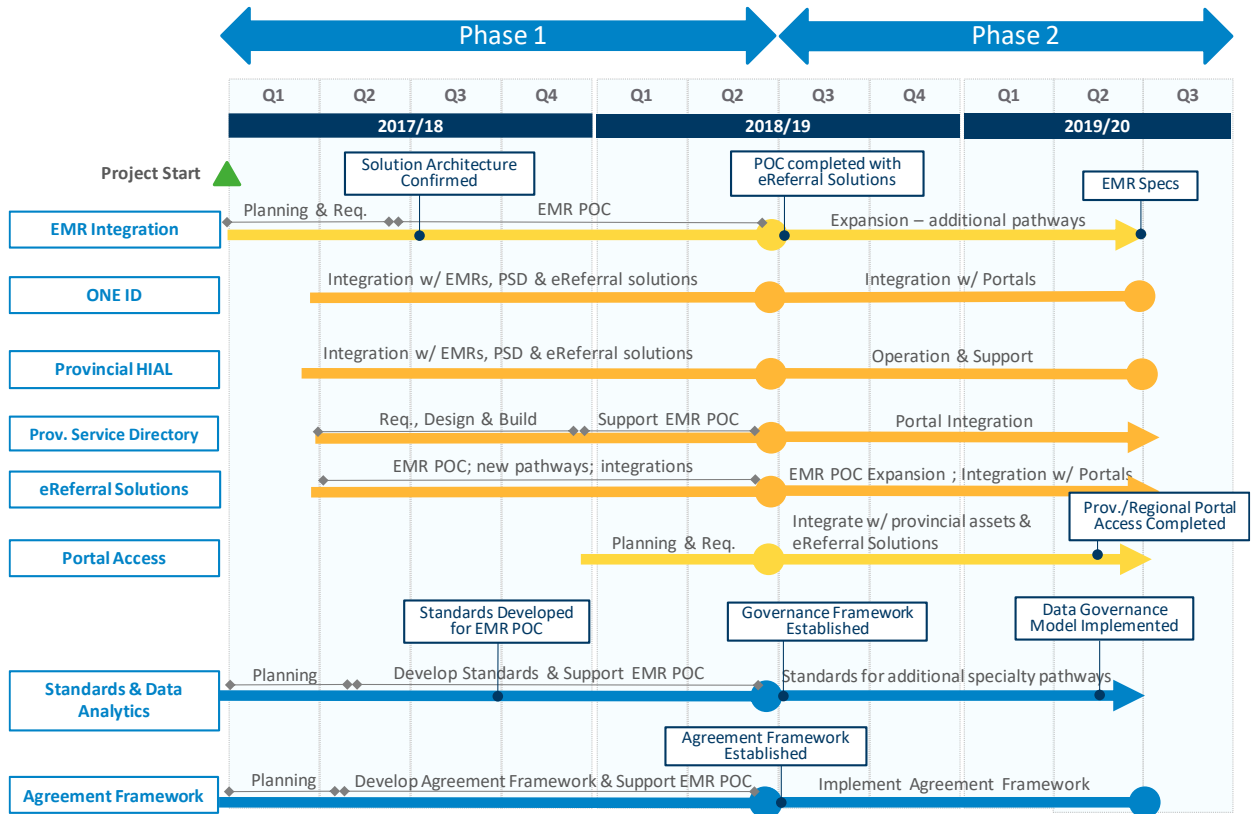 Phase 1
Phase 2
Q1
Q2
Q3
Q4
Q1
Q2
Q3
Q4
Q1
Q2
Q3
2017/18
2018/19
2019/20
Project Start
Solution Architecture
Confirmed
POC completed with
eReferral Solutions
EMR Specs
EMR Integration
Planning & Req.
EMR POC
Expansion – additional pathways
ONE ID
Integration w/ EMRs, PSD & eReferral solutions
Integration w/ Portals
Provincial HIAL
Integration w/ EMRs, PSD & eReferral solutions
Operation & Support
Prov. Service Directory
Req., Design & Build
Support EMR POC
Portal Integration
eReferral Solutions
EMR POC; new pathways; integrations
EMR POC Expansion ; Integration w/ Portals
Prov./Regional Portal
Access Completed
Portal Access
Planning & Req.
Integrate w/ provincial assets &
eReferral Solutions
Standards Developed
for EMR POC
Governance Framework
Established
Data Governance
Model Implemented
Standards & Data
Analytics
Planning
Develop Standards & Support EMR POC
Standards for additional specialty pathways
Agreement Framework
Established
Agreement Framework
Planning
Develop Agreement Framework & Support EMR POC
Implement Agreement Framework